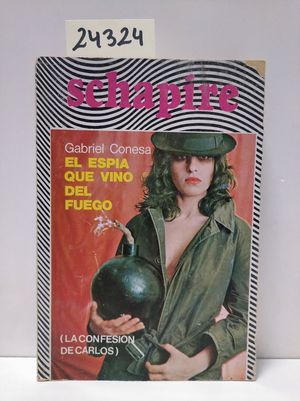 24324
schapire
Gabriel Conesa
EL ESPIA
QUE VINO
DEL
FUEGO
(LA CONFESION
DE CARLOS)